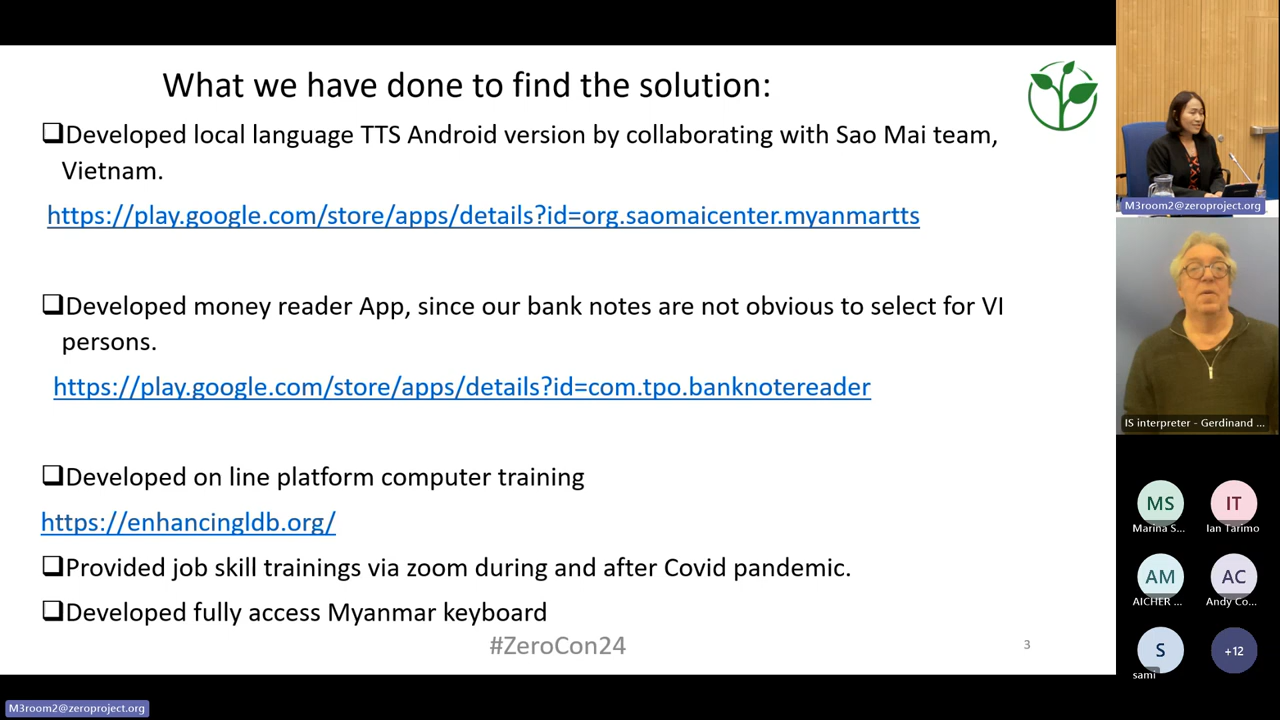 What we have done to find the solution:
Developed local language TTS Android version by collaborating with Sao Mai team,
Vietnam.
https://play.google.com/store/apps/details?id=org.saomaicenter.myanmartts
Developed money reader App, since our bank notes are not obvious to select for VI
persons.
https://play.google.com/store/apps/details?id=com.tpo.banknotereader
Developed on line platform computer training
https://enhancingldb.org/
Provided job skill trainings via zoom during and after Covid pandemic.
Developed fully access Myanmar keyboard
#ZeroCon24
3
M3room2@zeroproject.org
M3room2@zeroproject.org
IS interpreter - Gerdinand ...
MS
Marina S...
IT
Ian Tarimo
AM
AICHER ...
AC
Andy Co...
S
sami
+12